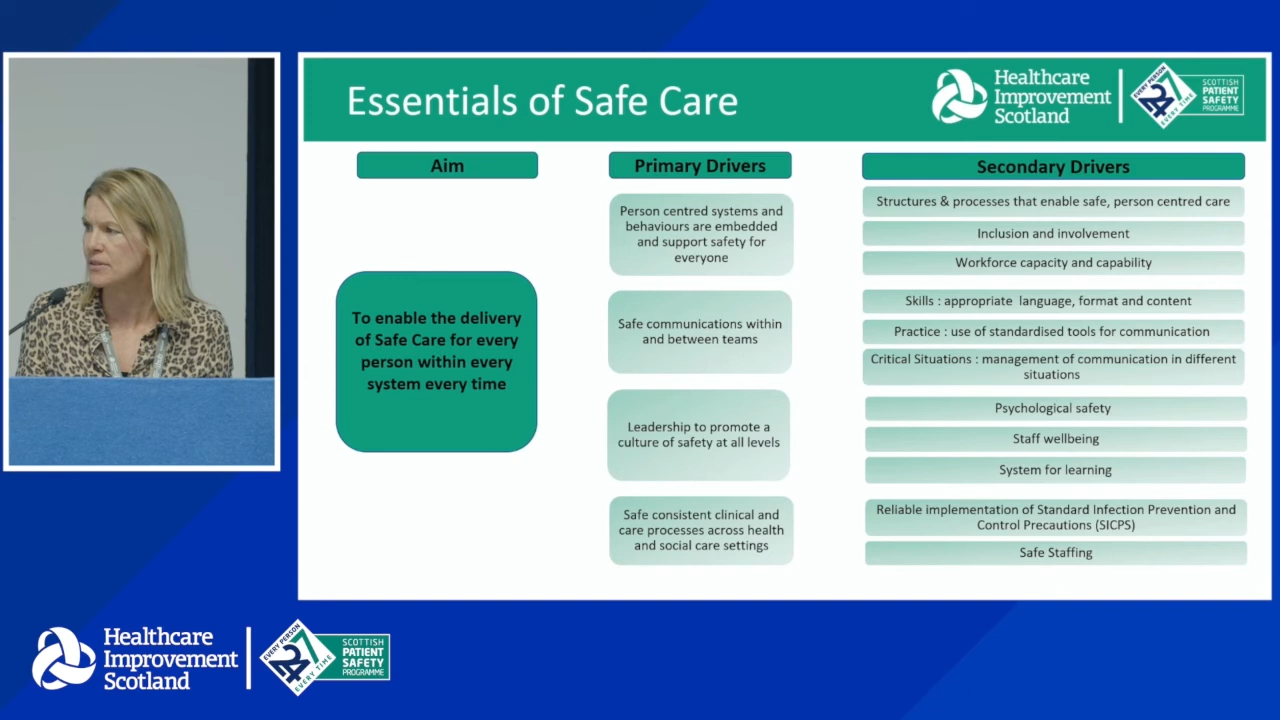 Essentials of Safe Care
Healthcare
Improvement
Scotland
EVERY PERSON
24
7
EVERY TIME
SCOTTISH
PATIENT
SAFETY
PROGRAMME
Aim
To enable the delivery
of Safe Care for every
person within every
system every time
Primary Drivers
Person centred systems and
behaviours are embedded
and support safety for
everyone
Safe communications within
and between teams
Leadership to promote a
culture of safety at all levels
Safe consistent clinical and
care processes across health
and social care settings
Secondary Drivers
Structures & processes that enable safe, person centred care
Inclusion and involvement
Workforce capacity and capability
Skills : appropriate language, format and content
Practice : use of standardised tools for communication
Critical Situations : management of communication in different
situations
Psychological safety
Staff wellbeing
System for learning
Reliable implementation of Standard Infection Prevention and
Control Precautions (SICPS)
Safe Staffing
Healthcare
Improvement
Scotland
EVERY PERSON
24
7
EVERY TIME
SCOTTISH
PATIENT
SAFETY
PROGRAMME